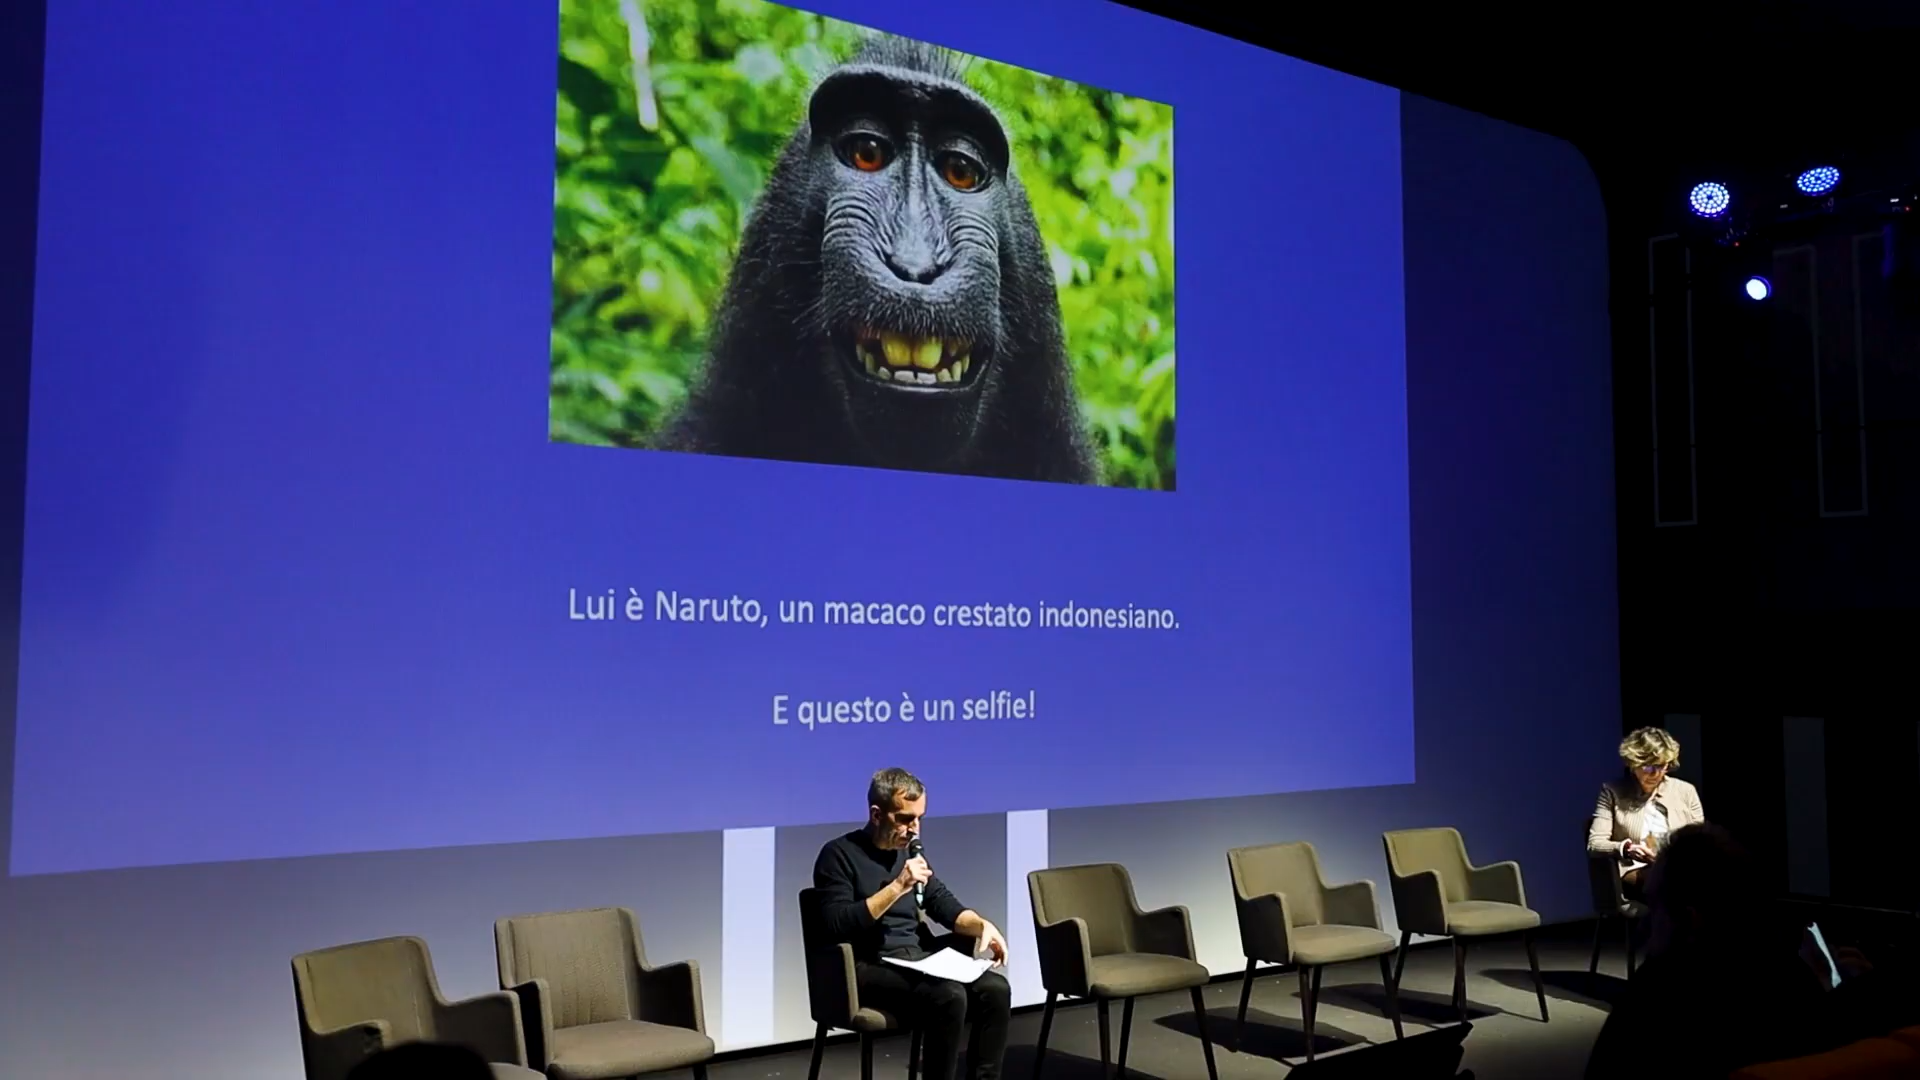 Lui è Naruto, un macaco crestato indonesiano.
E questo è un selfie!